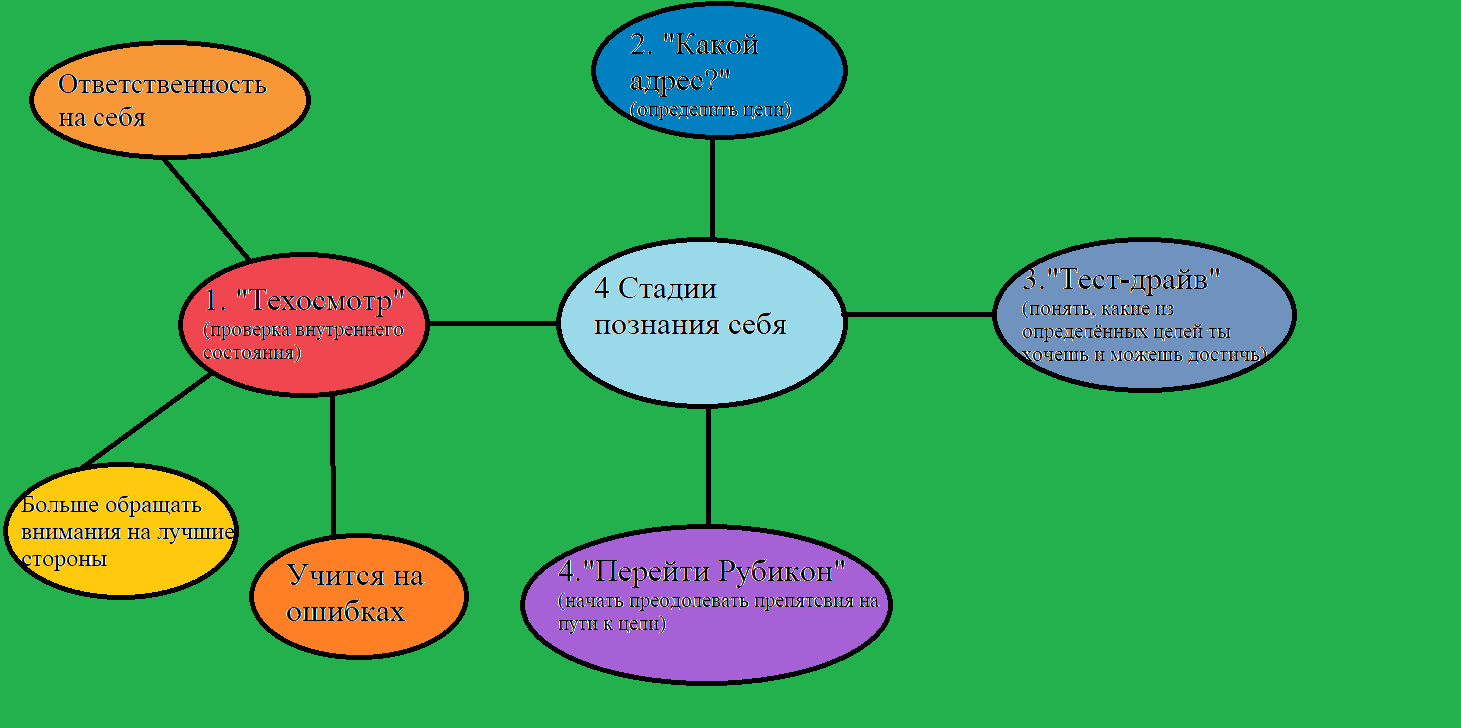 2. "Какой
адрес?"
(определить цели)
Ответственность
на себя
1. "Техосмотр"
(проверка внутреннего
состояния)
4 Стадии
познания себя
3."Тест-драйв"
(понять, какие из
определённых целей ты
хочешь и можешь достичь)
Больше обращать
внимания на лучшие
стороны
Учится на
ошибках
4."Перейти Рубикон"
(начать преодолевать препятсвия на
пути к цели)